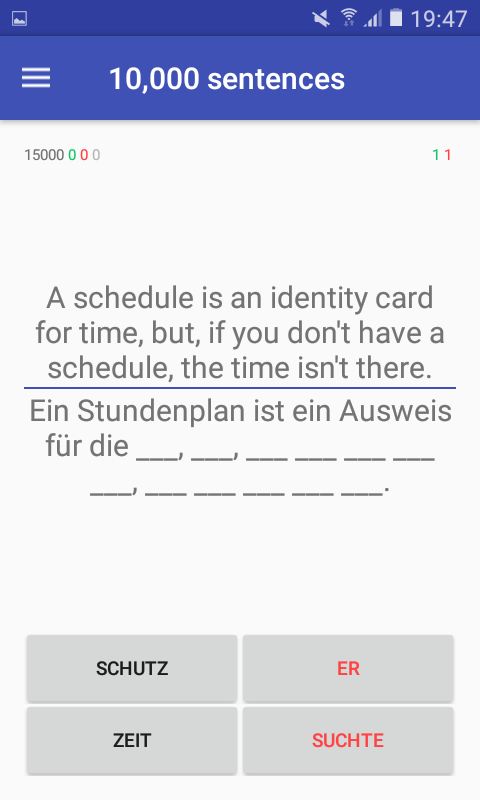 19:47
10,000 sentences
15000 0 0 0 1 1
A schedule is an identity card
for time, but, if you don't have a
schedule, the time isn't there.
Ein Stundenplan ist ein Ausweis
für die ___, ___, ___ ___ ___ ___
___, ___ ___ ___ ___ ___.
SCHUTZ ER
ZEIT SUCHTE